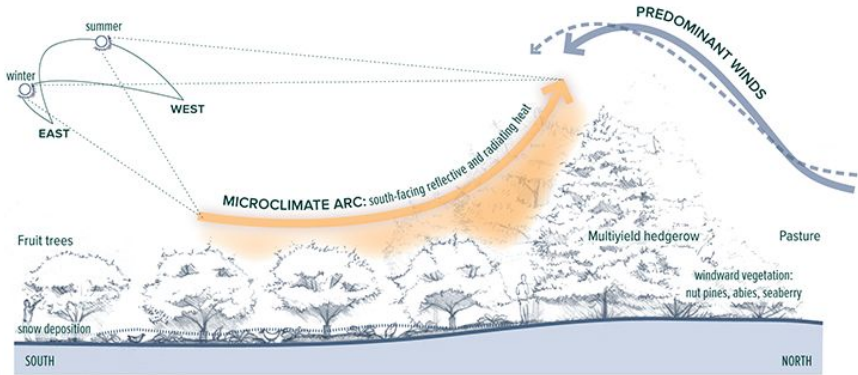 summer
PREDOMINANT WINDS
winter
WEST
EAST
MICROCLIMATE ARC: south-facing reflective and radiating heat
Fruit trees
Multiyield hedgerow
Pasture
windward vegetation:
nut pines, abies, seaberry
snow deposition
SOUTH
NORTH